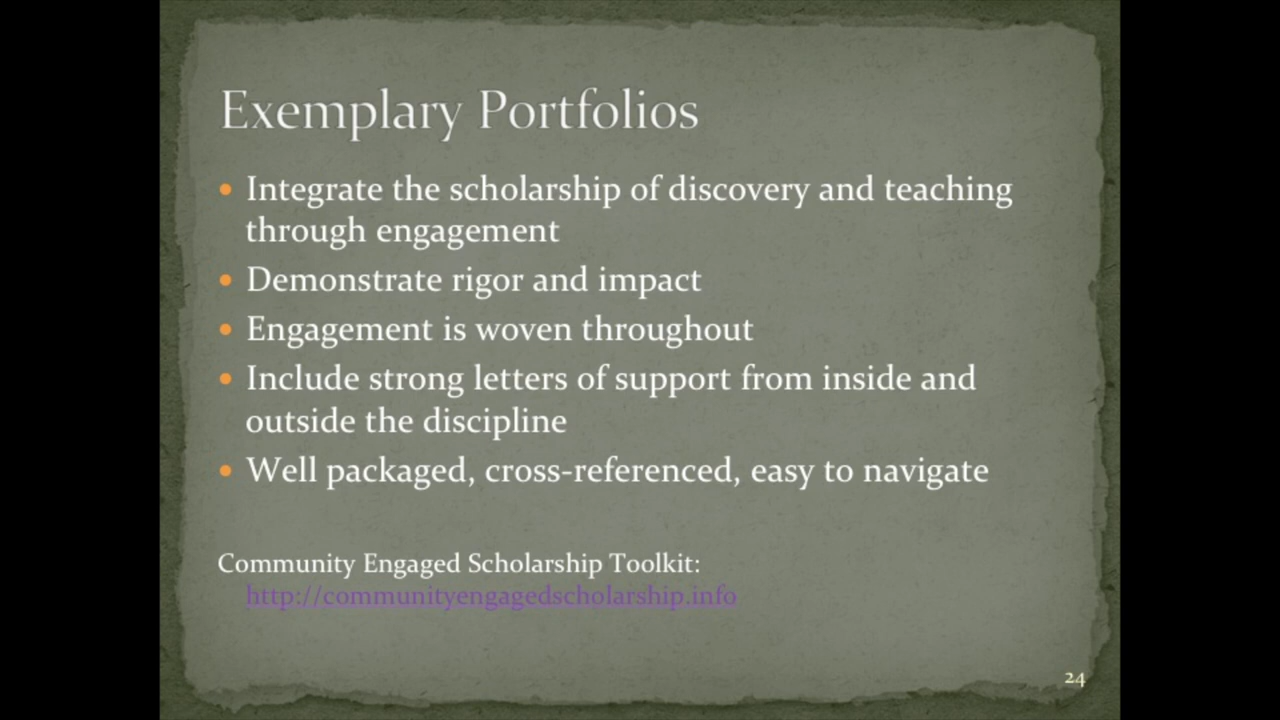 Exemplary Portfolios
• Integrate the scholarship of discovery and teaching
through engagement
• Demonstrate rigor and impact
• Engagement is woven throughout
• Include strong letters of support from inside and
outside the discipline
• Well packaged, cross-referenced, easy to navigate
Community Engaged Scholarship Toolkit:
http://communityengagedscholarship.info
24